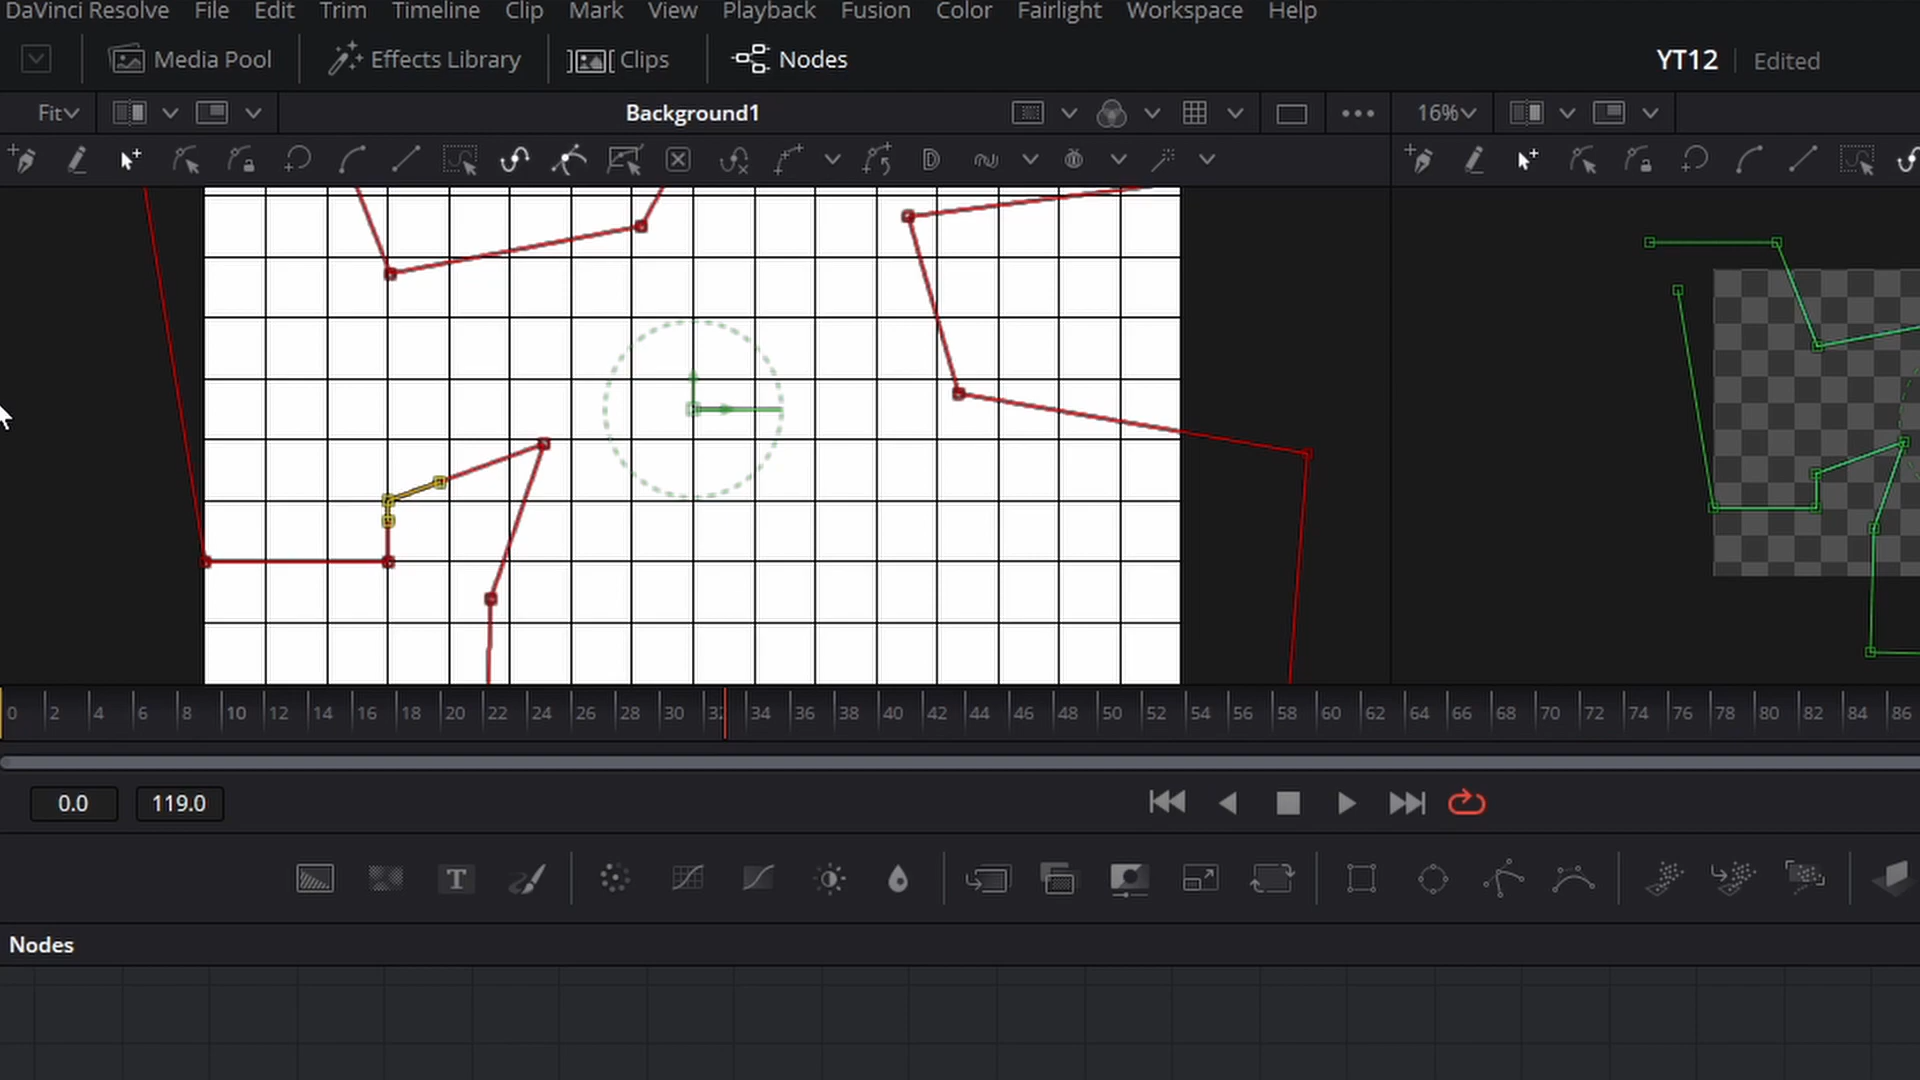 DaVinci Resolve File Edit Trim Timeline Clip Mark View Playback Fusion Color Fairlight Workspace Help
Media Pool Effects Library Clips Nodes YT12 Edited
Fit Background1 16%
0 2 4 6 8 10 12 14 16 18 20 22 24 26 28 30 32 34 36 38 40 42 44 46 48 50 52 54 56 58 60 62 64 66 68 70 72 74 76 78 80 82 84 86
0.0 119.0
T
Nodes